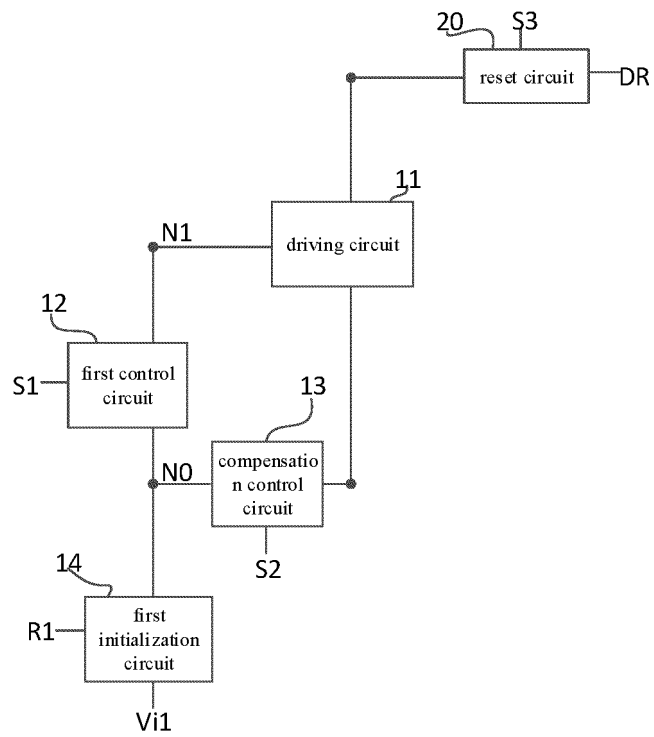 20
S3
reset circuit
DR
11
N1
driving circuit
12
S1
first control
circuit
13
N0
compensatio
n control
circuit
S2
14
R1
first
initialization
circuit
Vi1